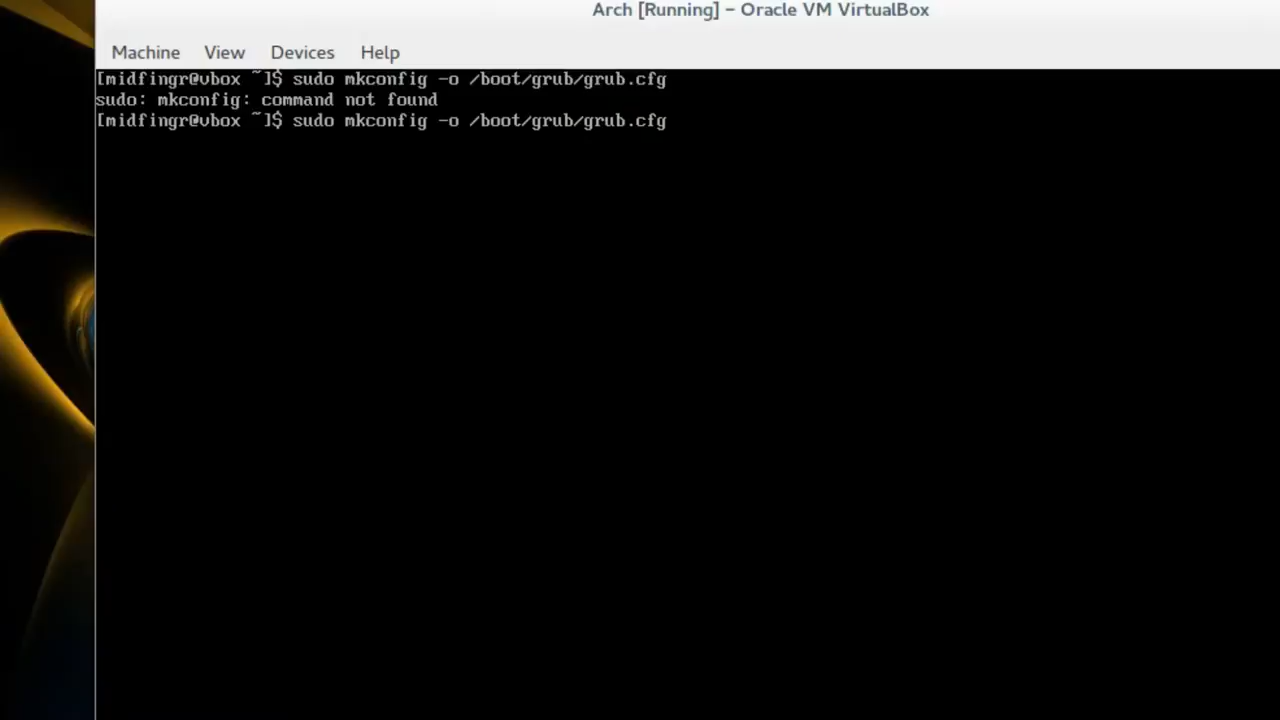 Arch [Running] - Oracle VM VirtualBox
Machine View Devices Help
[midfingr@vbox ~]$ sudo mkconfig -o /boot/grub/grub.cfg
sudo: mkconfig: command not found
[midfingr@vbox ~]$ sudo mkconfig -o /boot/grub/grub.cfg